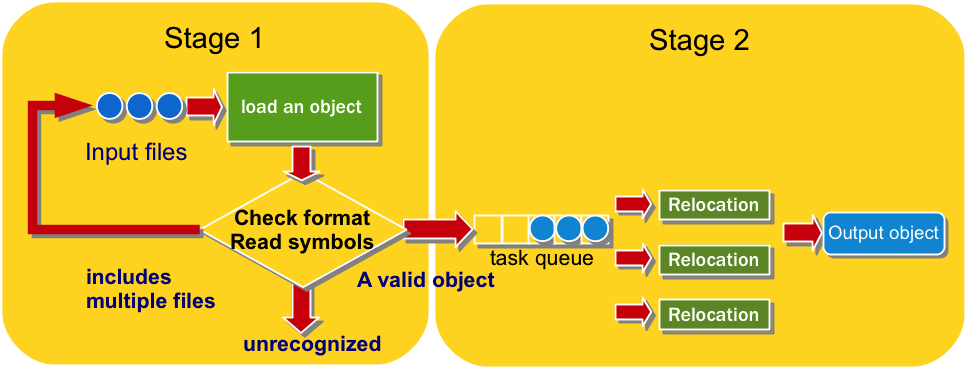 Stage 1
Stage 2
load an object
Input files
Check format
Read symbols
includes
multiple files
A valid object
unrecognized
task queue
Relocation
Relocation
Relocation
Output object